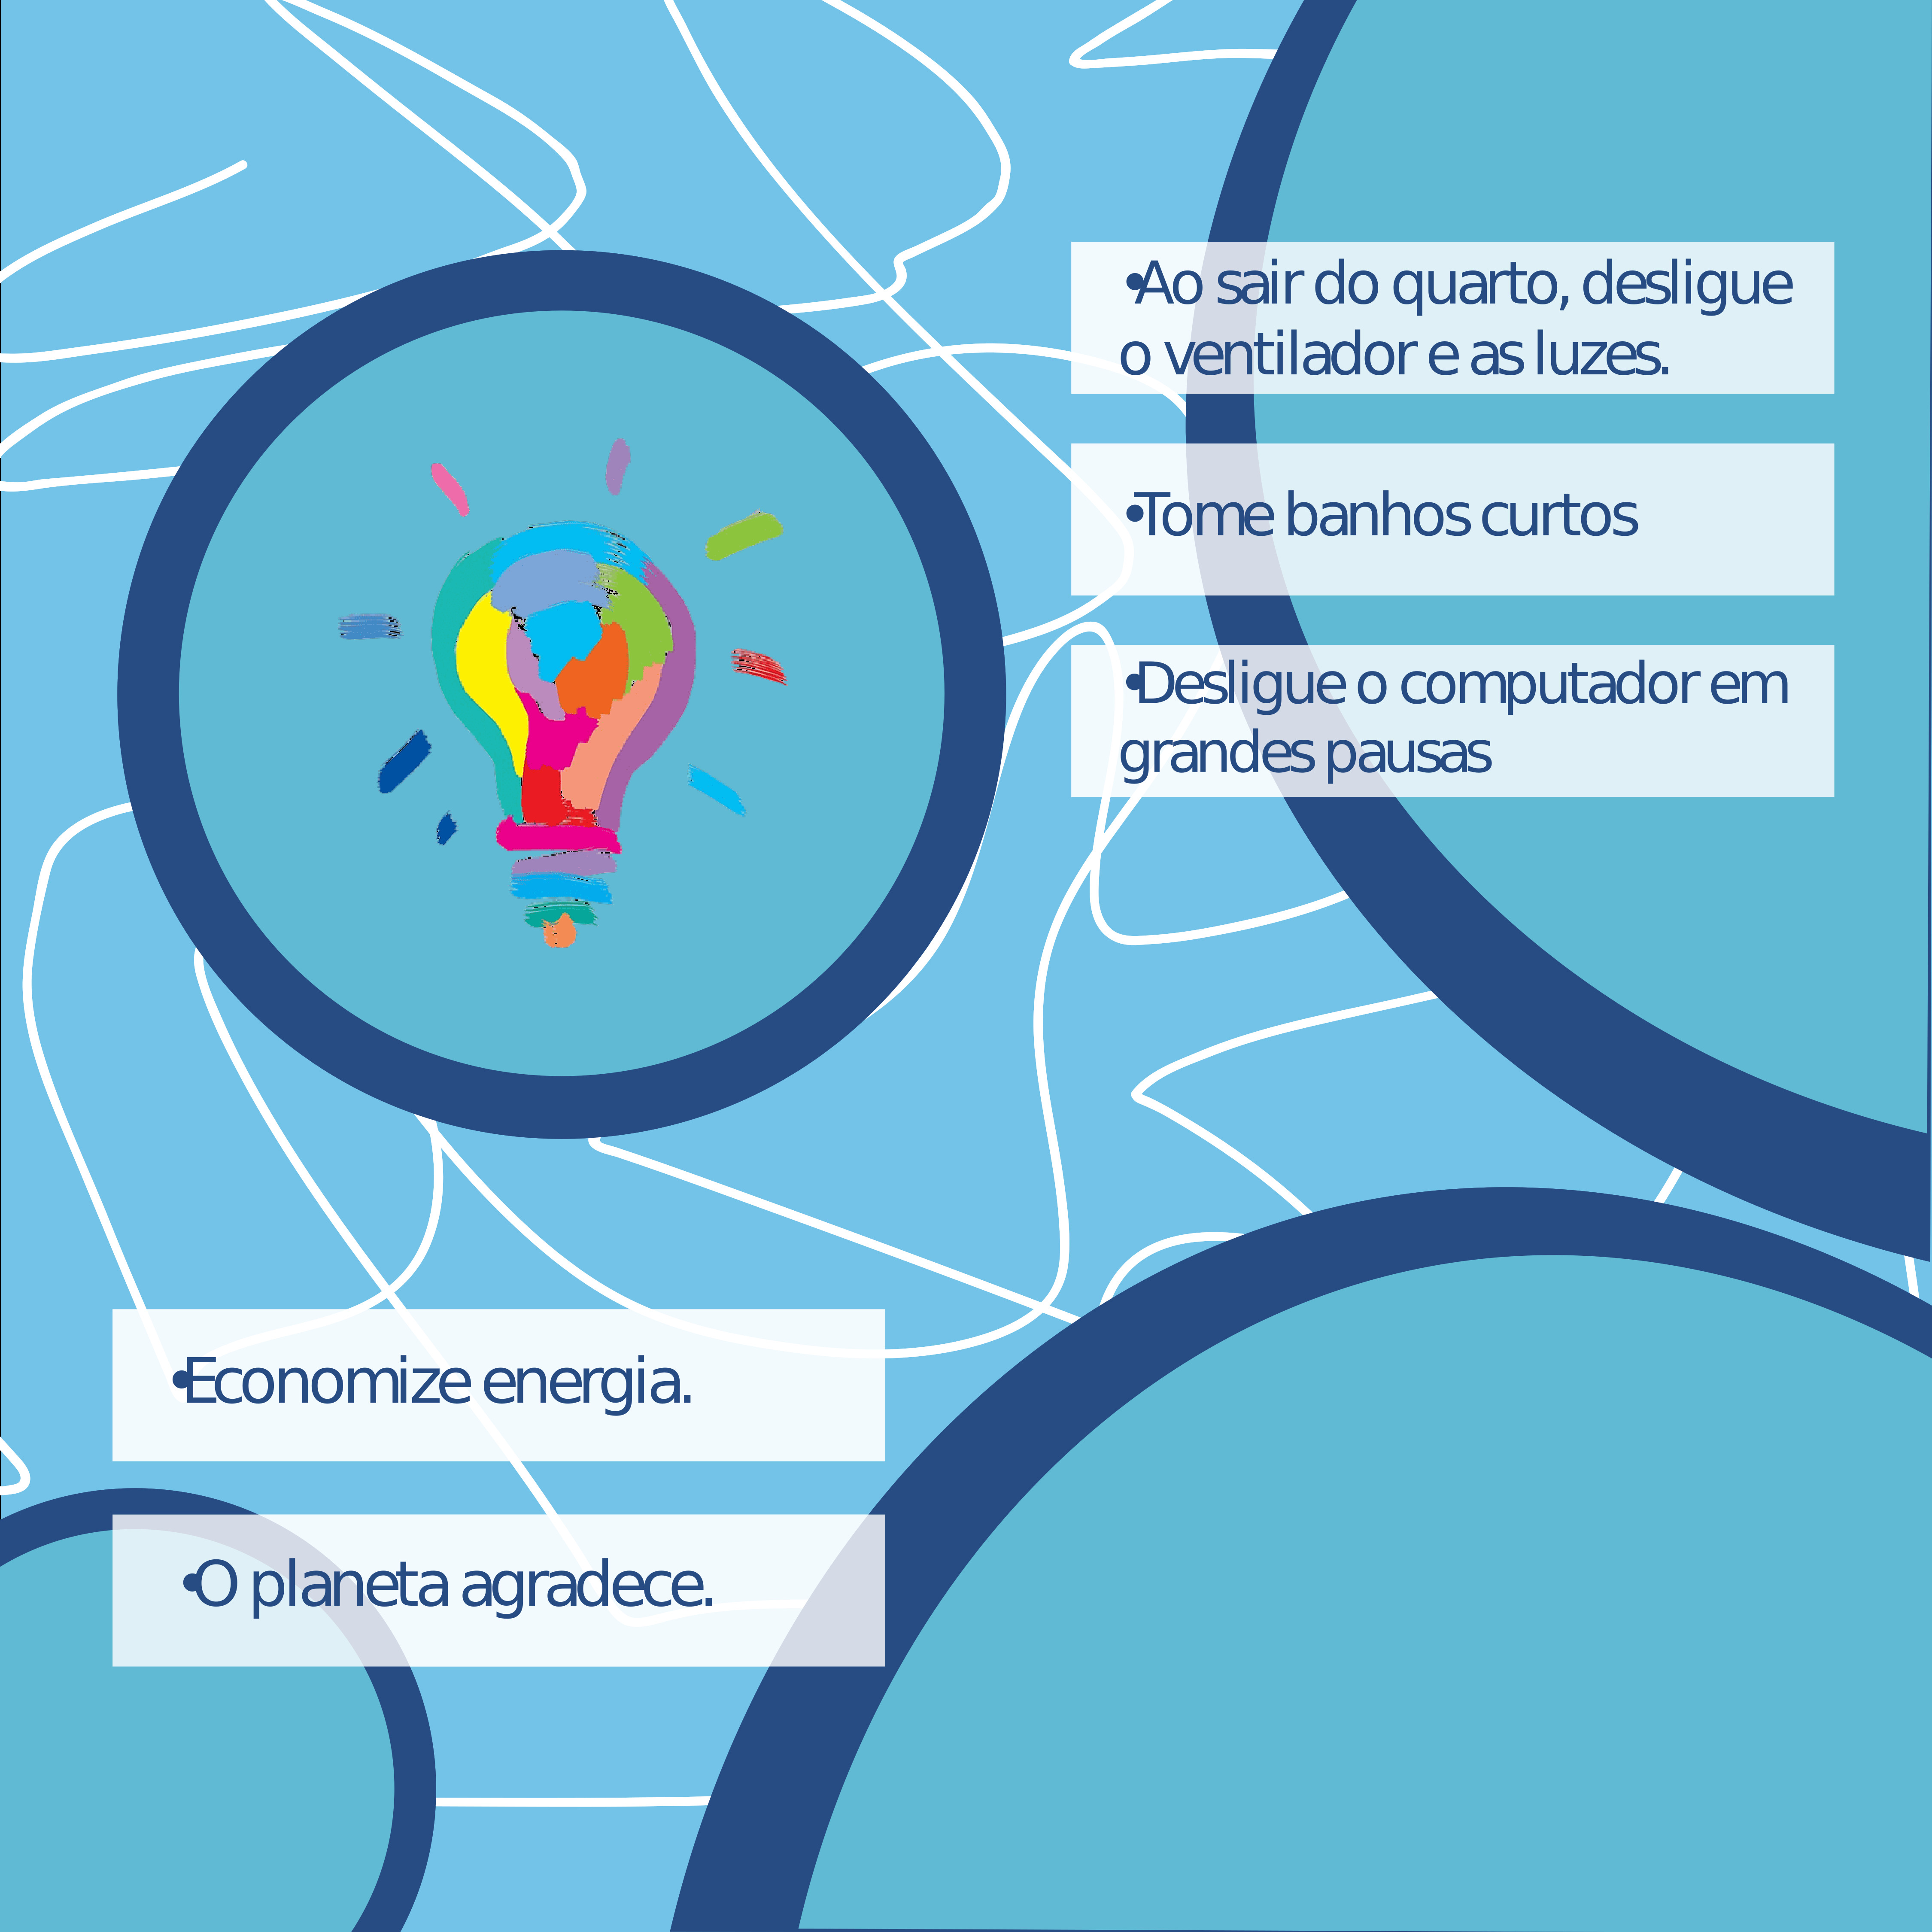 •Ao sair do quarto, desligue
o ventilador e as luzes.
•Tome banhos curtos
•Desligue o computador em
grandes pausas
•Economize energia.
•O planeta agradece.